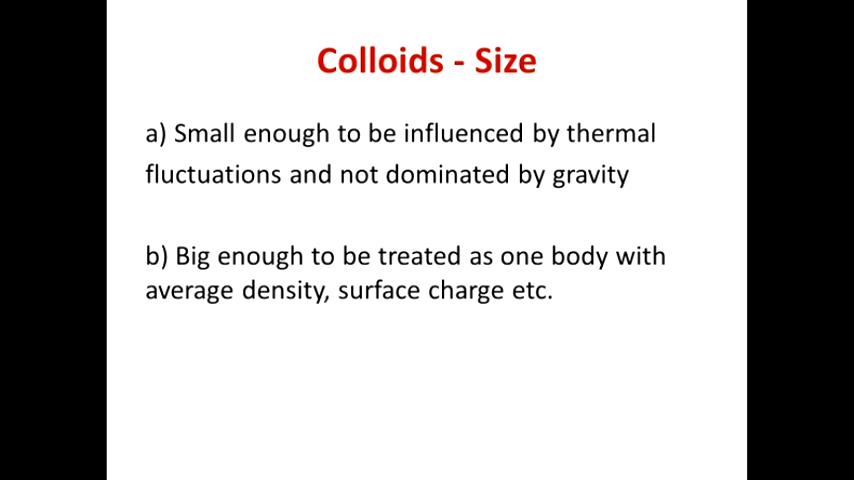 Colloids - Size
a) Small enough to be influenced by thermal
fluctuations and not dominated by gravity
b) Big enough to be treated as one body with
average density, surface charge etc.